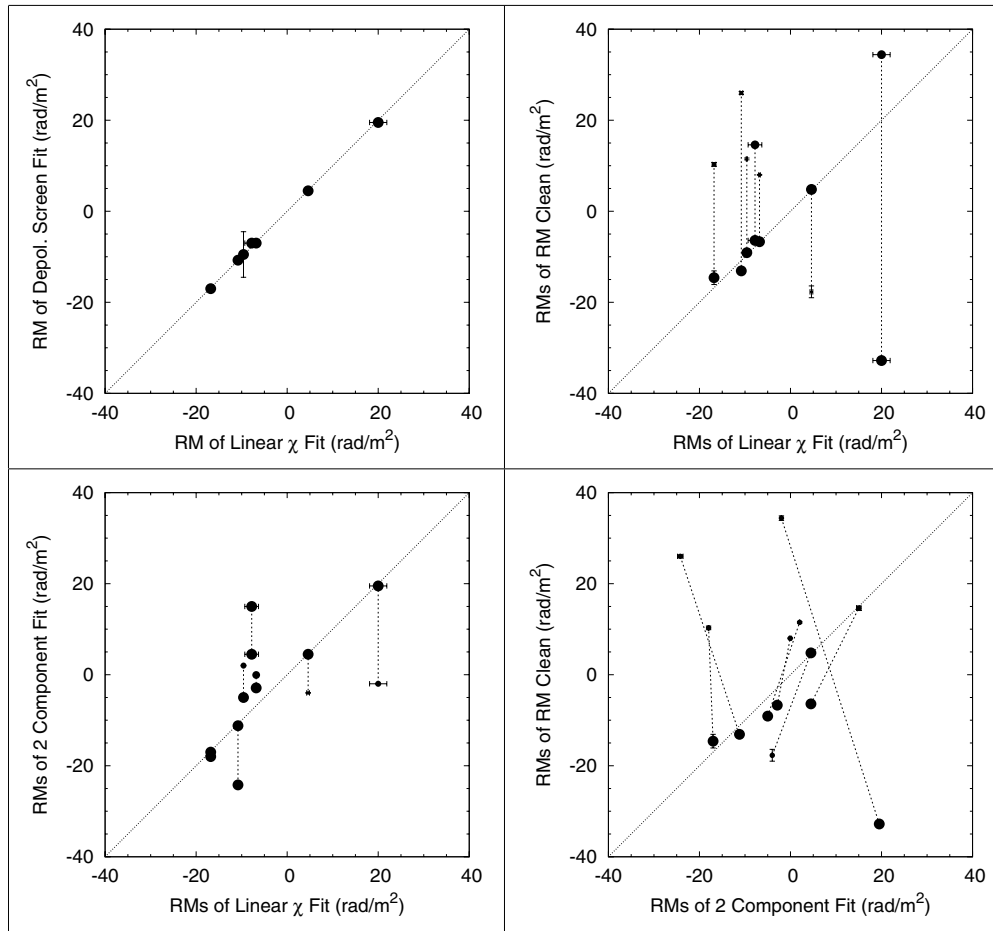 40
20
0
-20
-40
-40 -20 0 20 40
RM of Depol. Screen Fit (rad/m²)
RM of Linear χ Fit (rad/m²)
40
20
0
-20
-40
-40 -20 0 20 40
RMs of RM Clean (rad/m²)
RMs of Linear χ Fit (rad/m²)
40
20
0
-20
-40
-40 -20 0 20 40
RMs of 2 Component Fit (rad/m²)
RMs of Linear χ Fit (rad/m²)
40
20
0
-20
-40
-40 -20 0 20 40
RMs of RM Clean (rad/m²)
RMs of 2 Component Fit (rad/m²)